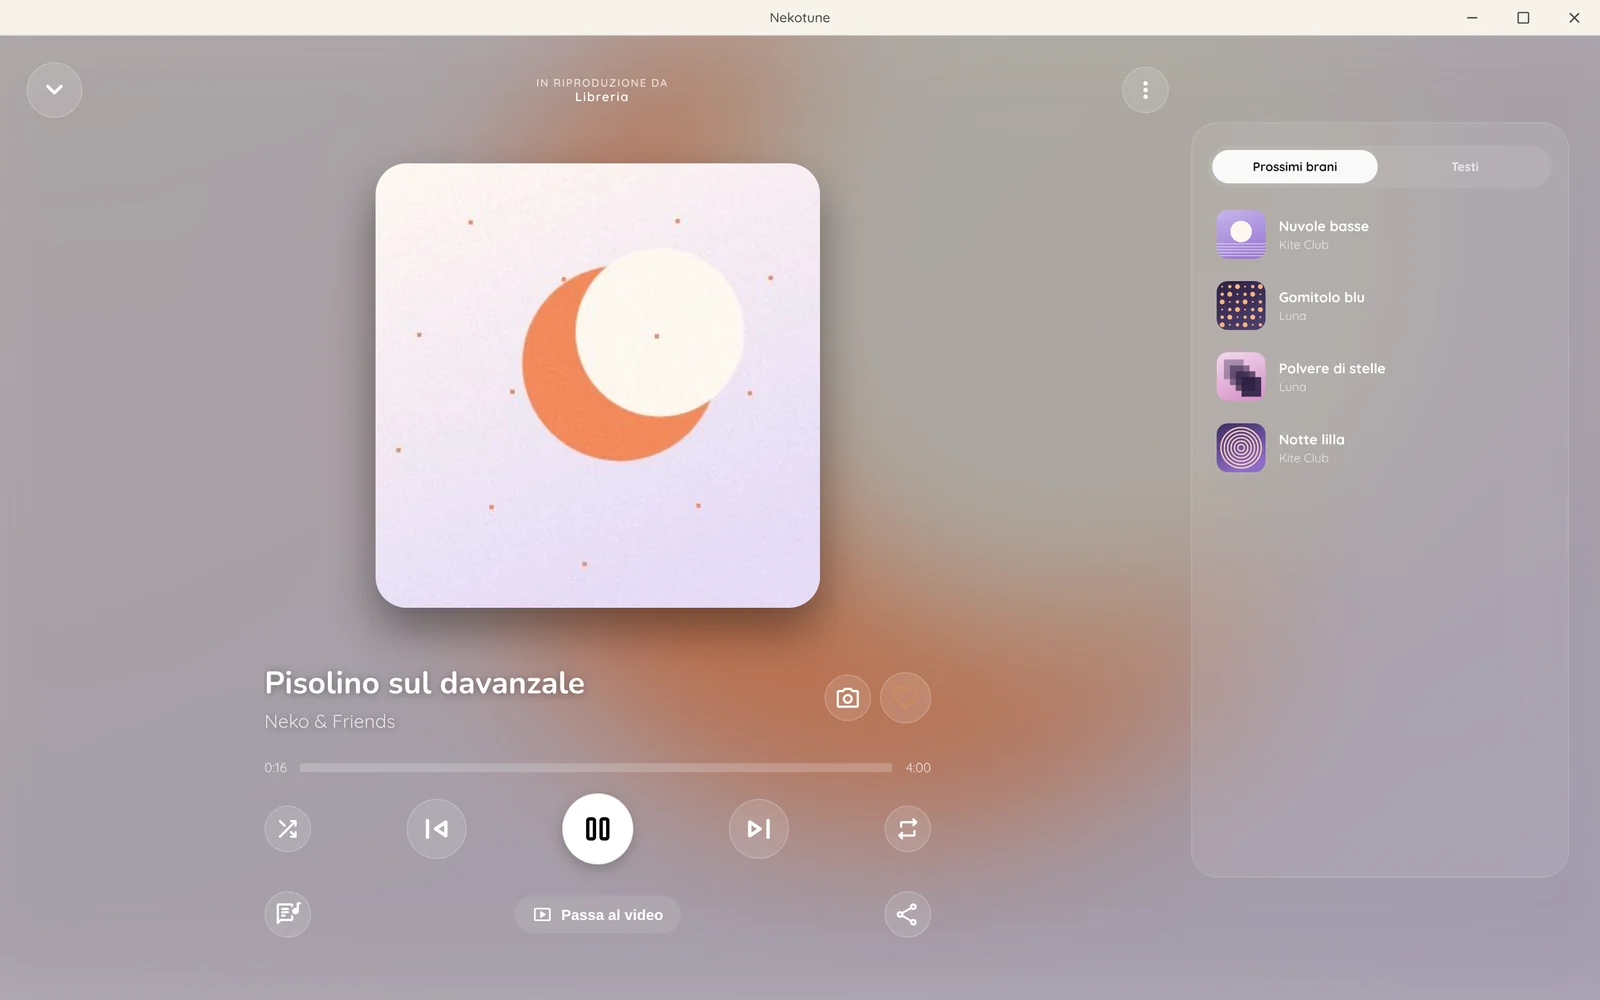 Nekotune
IN RIPRODUZIONE DA
Libreria
Pisolino sul davanzale
Neko & Friends
0:16
4:00
Passa al video
Prossimi brani
Testi
Nuvole basse
Kite Club
Gomitolo blu
Luna
Polvere di stelle
Luna
Notte lilla
Kite Club